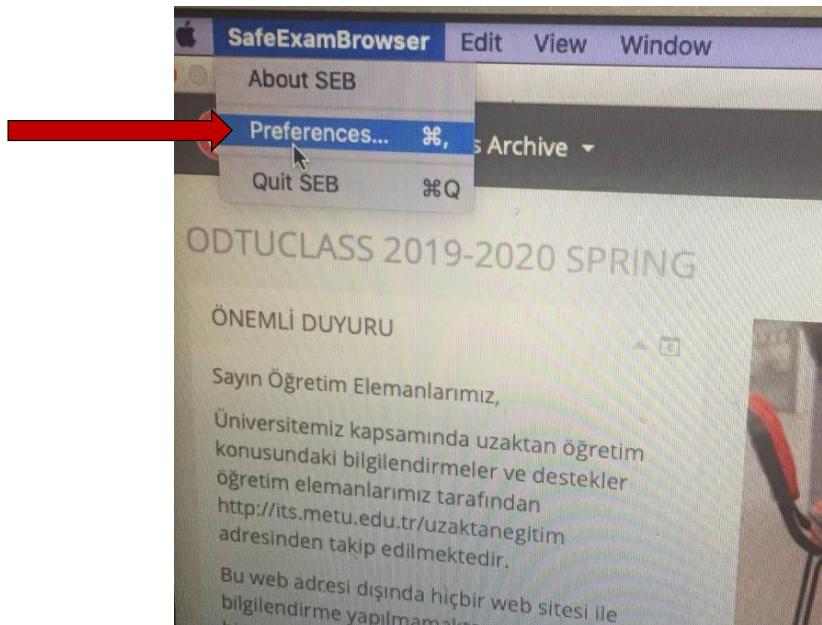 SafeExamBrowser Edit View Window
About SEB
Preferences... ⌘,
s Archive
Quit SEB ⌘Q
ODTUCLASS 2019-2020 SPRING
ÖNEMLİ DUYURU
Sayın Öğretim Elemanlarımız,
Üniversitemiz kapsamında uzaktan öğretim
konusundaki bilgilendirmeler ve destekler
öğretim elemanlarımız tarafından
http://its.metu.edu.tr/uzaktanegitim
adresinden takip edilmektedir.
Bu web adresi dışında hiçbir web sitesi ile
bilgilendirme